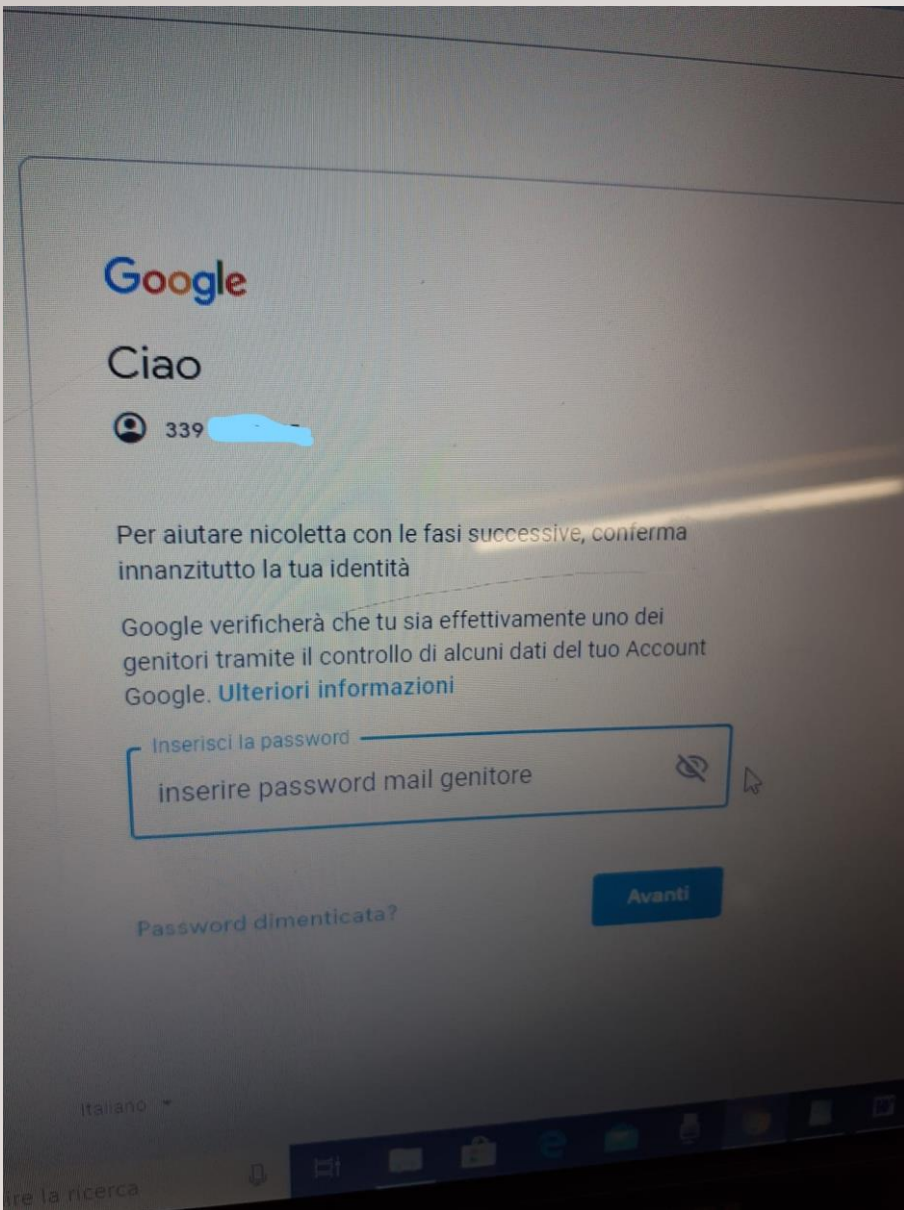 Google
Ciao
339
Per aiutare nicoletta con le fasi successive, conferma
innanzitutto la tua identità
Google verificherà che tu sia effettivamente uno dei
genitori tramite il controllo di alcuni dati del tuo Account
Google. Ulteriori informazioni
Inserisci la password
inserire password mail genitore
Avanti
Password dimenticata?
Italiano
ire la ricerca